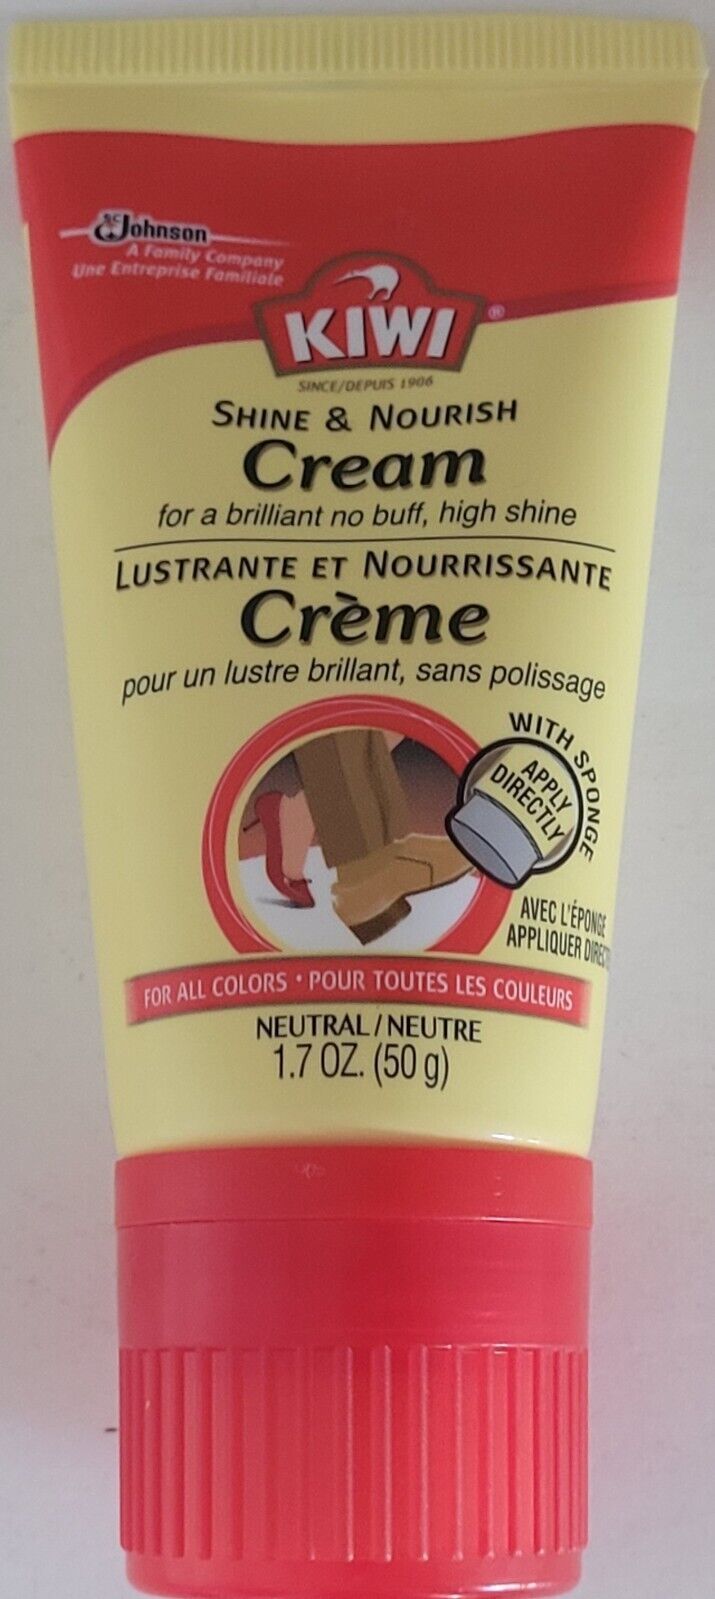 SC Johnson
A Family Company
Une Entreprise Familiale
KIWI®
SINCE/DEPUIS 1906
SHINE & NOURISH
Cream
for a brilliant no buff, high shine
LUSTRANTE ET NOURRISSANTE
Crème
pour un lustre brillant, sans polissage
WITH SPONGE
APPLY
DIRECTLY
AVEC L'ÉPONGE
APPLIQUER
FOR ALL COLORS • POUR TOUTES LES COULEURS
NEUTRAL/NEUTRE
1.7 OZ. (50 g)